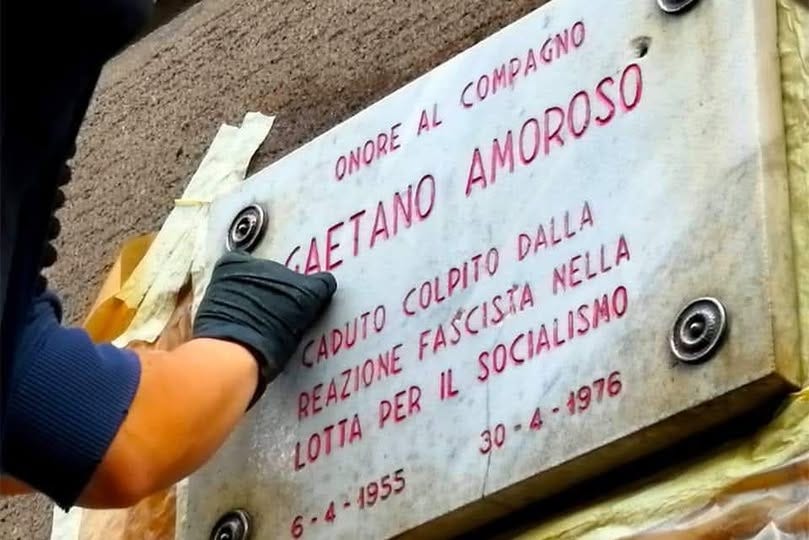 ONORE AL COMPAGNO
GAETANO AMOROSO
CADUTO COLPITO DALLA
REAZIONE FASCISTA NELLA
LOTTA PER IL SOCIALISMO
6-4-1955 30-4-1976